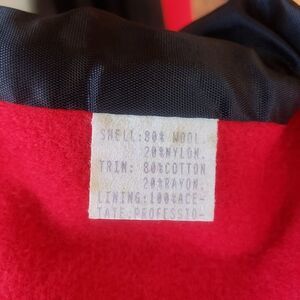 SHELL:80% WOOL.
20%NYLON.
TRIM: 80%COTTON
20%RAYON.
LINING:100%ACE-
TATE:PROFESSIO-